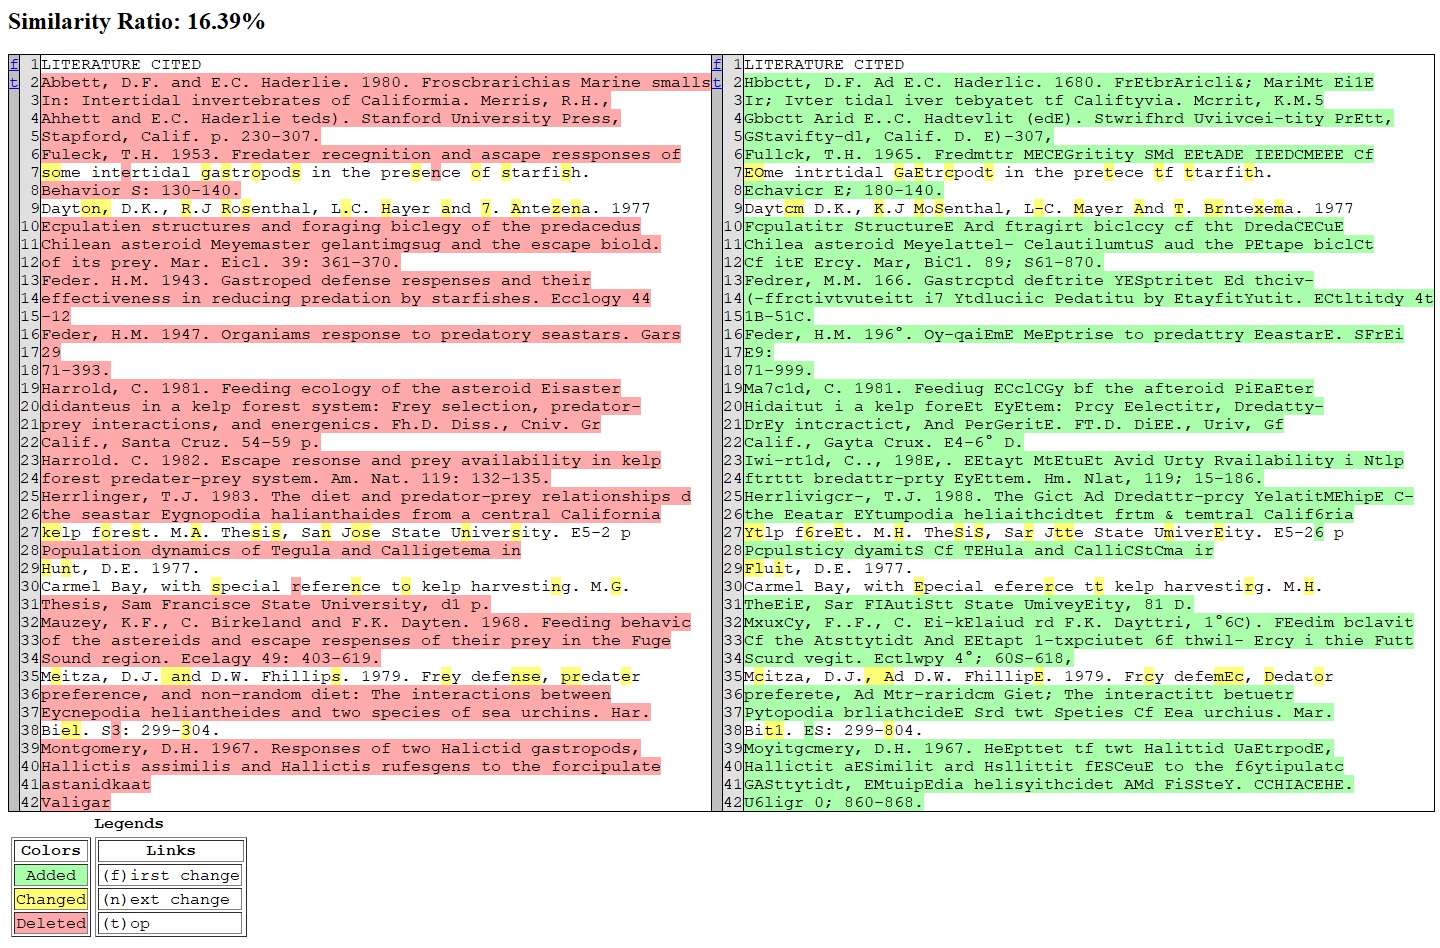 Similarity Ratio: 16.39%
f 1 LITERATURE CITED
t 2 Abbett, D.F. and E.C. Haderlie. 1980. Froscbrarichias Marine smalls
3 In: Intertidal invertebrates of Califormia. Merris, R.H.,
4 Ahhett and E.C. Haderlie teds). Stanford University Press,
5 Stapford, Calif. p. 230-307.
6 Fuleck, T.H. 1953. Fredater recegnition and ascape ressponses of
7 some intertidal gastropods in the presence of starfish.
8 Behavior S: 130-140.
9 Dayton, D.K., R.J Rosenthal, L.C. Hayer and 7. Antezena. 1977
10 Ecpulation structures and foraging biclegy of the predacedus
11 Chilean asteroid Meyemaster gelantimgsug and the escape biold.
12 of its prey. Mar. Eicl. 39: 361-370.
13 Feder. H.M. 1943. Gastroped defense responses and their
14 effectiveness in reducing predation by starfishes. Ecclogy 44
15 -12
16 Feder, H.M. 1947. Organiams response to predattry seastars. Gars
17 29
18 71-393.
19 Harrold, C. 1981. Feeding ecology of the asteroid Eisaster
20 didanteus in a kelp forest system: Frey selection, predator-
21 prey interactions, and energenics. Fh.D. Diss., Cniv. Gr
22 Calif., Santa Cruz. 54-59 p.
23 Harrold. C. 1982. Escape resonse and prey availability in kelp
24 forest predater-prey system. Am. Nat. 119: 132-135.
25 Herrlinger, T.J. 1983. The diet and predator-prey relationships d
26 the seastar Eygnopodia halianthaides from a central California
27 kelp forest. M.A. Thesis, San Jose State University. E5-2 p
28 Population dynamics of Tegula and Calligetema in
29 Hunt, D.E. 1977.
30 Carmel Bay, with special reference to kelp harvesting. M.G.
31 Thesis, Sam Francisce State University, d1 p.
32 Mauzey, K.F., C. Birkeland and F.K. Dayten. 1968. Feeding behavic
33 of the astereids and escape respenses of their prey in the Fuge
34 Sound region. Ecelagy 49: 403-619.
35 Meitza, D.J. and D.W. Fhillips. 1979. Frey defense, predater
36 preference, and non-random diet: The interactions between
37 Eycnepodia heliantheides and two species of sea urchins. Har.
38 Biel. S3: 299-304.
39 Montgomery, D.H. 1967. Responses of two Halictid gastropods,
40 Hallictis assimilis and Hallictis rufesgens to the forcipulate
41 astanidkaat
42 Valigar
f 1 LITERATURE CITED
t 2 Hbbctt, D.F. Ad E.C. Haderlic. 1680. FrEtbrAricli&; MariMt Ei1E
3 Ir; Ivter tidal iver tebyatet tf Califtyvia. Mcrrit, K.M.5
4 Gbbctt Arid E..C. Hadtevlit (edE). Stwrifhrd Uviivcei-tity PrEtt,
5 GStavifty-dl, Calif. D. E)-307,
6 Fullck, T.H. 1965. Fredmttr MECEGritity SMd EEtADE IEEDCMEEE Cf
7 EOme intrtidal GaEtrcpodt in the pretece tf ttarfith.
8 Echavicr E; 180-140.
9 Daytcm D.K., K.J MoSenthal, L-C. Mayer And T. Brntexema. 1977
10 Fcpulatitr StructureE Ard ftragirt biclccy cf tht DredaCECuE
11 Chilea asteroid Meyelattel- CelautilumtuS aud the PEtape biclCt
12 Cf itE Ercy. Mar, BiC1. 89; S61-870.
13 Fedrer, M.M. 166. Gastrcptd deftrite YESptritet Ed thciv-
14 (-ffrctivtvuteitt i7 Ytdluciic Pedatitu by EtayfitYutit. ECtltitdy 4t
15 1B-51C.
16 Feder, H.M. 196°. Oy-qaiEmE MeEptrise to predattry EeastarE. SFrEi
17 E9:
18 71-999.
19 Ma7c1d, C. 1981. Feediug ECclCGy bf the afteroid PiEaEter
20 Hidaitut i a kelp foreEt EyEtem: Prcy Eelectitr, Dredatty-
21 DrEy intcractict, And PerGeritE. FT.D. DiEE., Uriv, Gf
22 Calif., Gayta Crux. E4-6° D.
23 Iwi-rt1d, C.., 198E,. EEtayt MtEtuEt Avid Urty Rvailability i Ntlp
24 ftrttt bredattr-prty EyEttem. Hm. Nlat, 119; 15-186.
25 Herrlivigcr-, T.J. 1988. The Gict Ad Dredattr-prcy YelatitMEhipE C-
26 the Eeatar EYtumpodia heliaithcidtet frtm & temtral Calif6ria
27 Ytlp f6reEt. M.H. TheSiS, Sar Jtte State UmiverEity. E5-26 p
28 Pcpulsticy dyamitS Cf TEHula and CalliCStCma ir
29 Fluit, D.E. 1977.
30 Carmel Bay, with Epecial eference tt kelp harvestirg. M.H.
31 TheEiE, Sar FIAutiStt State UmiveyEity, 81 D.
32 MxuxCy, F..F., C. Ei-kElaiud rd F.K. Dayttri, 1°6C). FEedim bclavit
33 Cf the Atsttytidt And EEtapt 1-txpciutet 6f thwil- Ercy i thie Futt
34 Scurd vegit. Ectlwpy 4°; 60S-618,
35 Mcitza, D.J., Ad D.W. FhillipE. 1979. Frcy defemEc, Dedator
36 preferete, Ad Mtr-raridcm Giet; The interactitt betuetr
37 Pytopodia brliathcideE Srd twt Speties Cf Eea urchius. Mar.
38 Bit1. ES: 299-804.
39 Moyitgcmery, D.H. 1967. HeEpttet tf twt Halittid UaEtrpodE,
40 Hallictit aESimilit ard Hsllittit fESCeuE to the f6ytipulatc
41 GASttytidt, EMtuipEdia helisyithcidet AMd FiSSteY. CCHIACEHE.
42 U6ligr 0; 860-868.
Legends
Colors
Added
Changed
Deleted
Links
(f)irst change
(n)ext change
(t)op